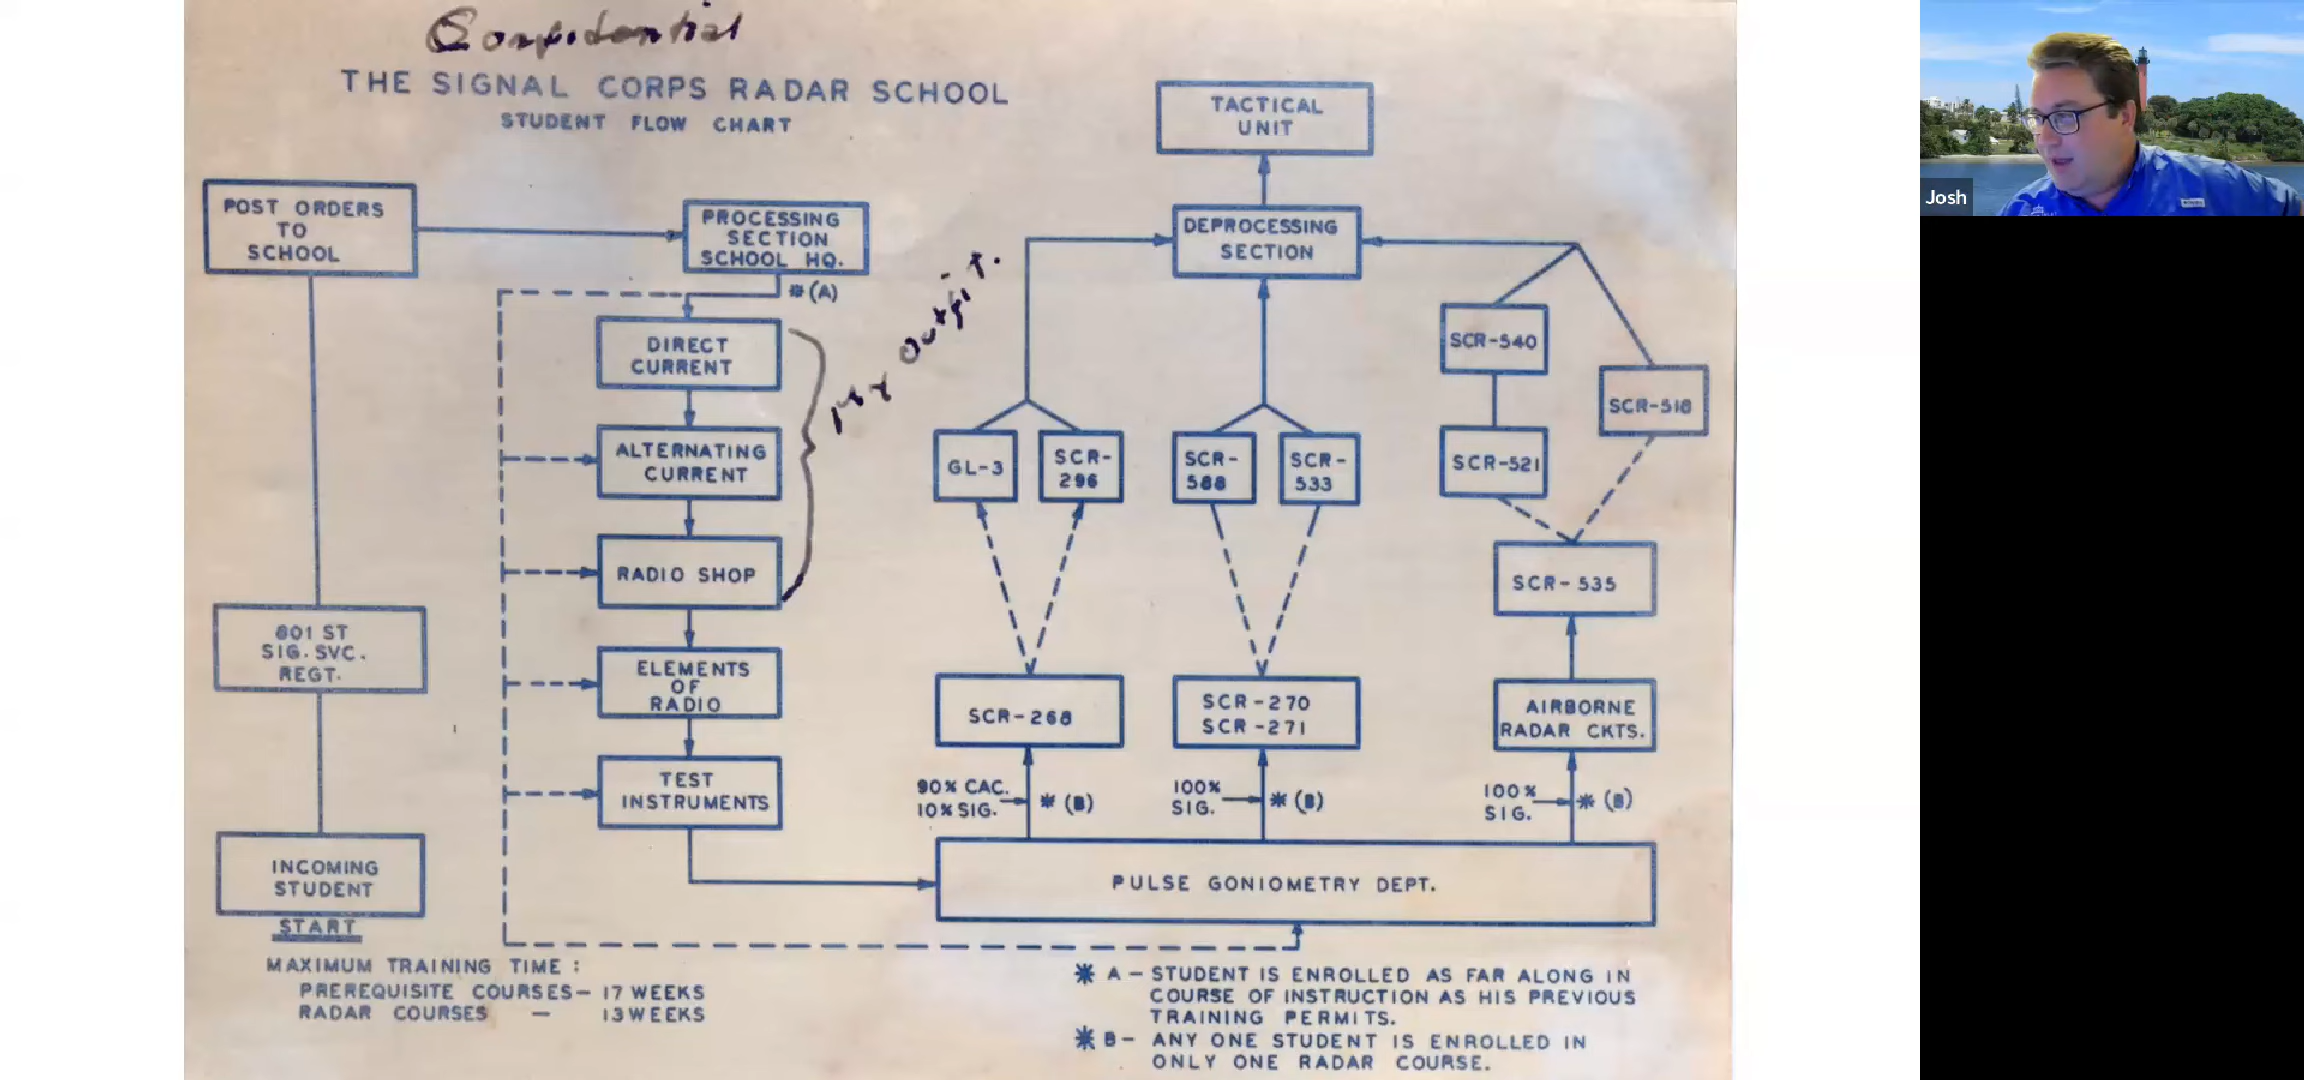 Confidential
THE SIGNAL CORPS RADAR SCHOOL
STUDENT FLOW CHART
POST ORDERS
TO
SCHOOL
PROCESSING
SECTION
SCHOOL HQ.
* (A)
DIRECT
CURRENT
ALTERNATING
CURRENT
RADIO SHOP
My outfit.
ELEMENTS
OF
RADIO
TEST
INSTRUMENTS
801 ST
SIG. SVC.
REGT.
INCOMING
STUDENT
START
TACTICAL
UNIT
DEPROCESSING
SECTION
GL-3
SCR-
296
SCR-
588
SCR-
533
SCR-540
SCR-521
SCR-518
SCR-535
SCR-268
SCR-270
SCR-271
AIRBORNE
RADAR CKTS.
90% CAC.
10% SIG.
* (B)
100%
SIG.
* (B)
100%
SIG.
* (B)
PULSE GONIOMETRY DEPT.
MAXIMUM TRAINING TIME:
PREREQUISITE COURSES- 17 WEEKS
RADAR COURSES - 13 WEEKS
* A - STUDENT IS ENROLLED AS FAR ALONG IN
COURSE OF INSTRUCTION AS HIS PREVIOUS
TRAINING PERMITS.
* B - ANY ONE STUDENT IS ENROLLED IN
ONLY ONE RADAR COURSE.
Josh